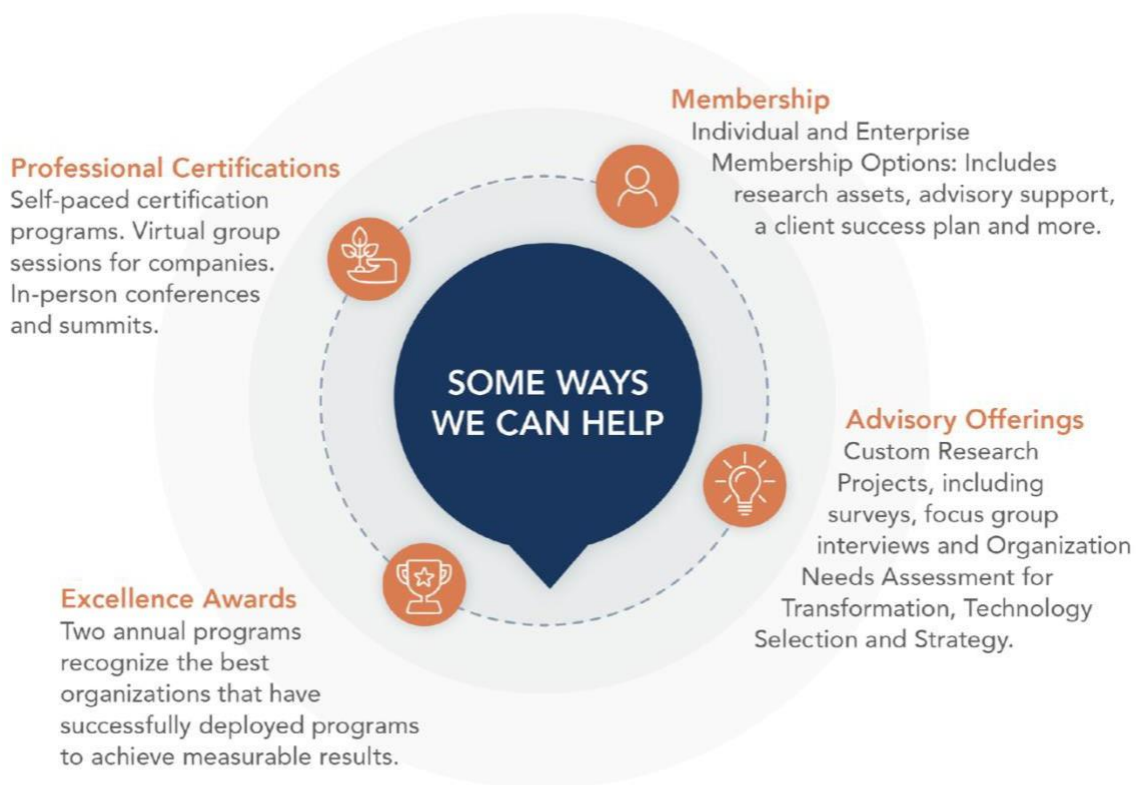 Membership
Individual and Enterprise
Membership Options: Includes
research assets, advisory support,
a client success plan and more.
Professional Certifications
Self-paced certification
programs. Virtual group
sessions for companies.
In-person conferences
and summits.
SOME WAYS
WE CAN HELP
Advisory Offerings
Custom Research
Projects, including
surveys, focus group
interviews and Organization
Needs Assessment for
Transformation, Technology
Selection and Strategy.
Excellence Awards
Two annual programs
recognize the best
organizations that have
successfully deployed programs
to achieve measurable results.